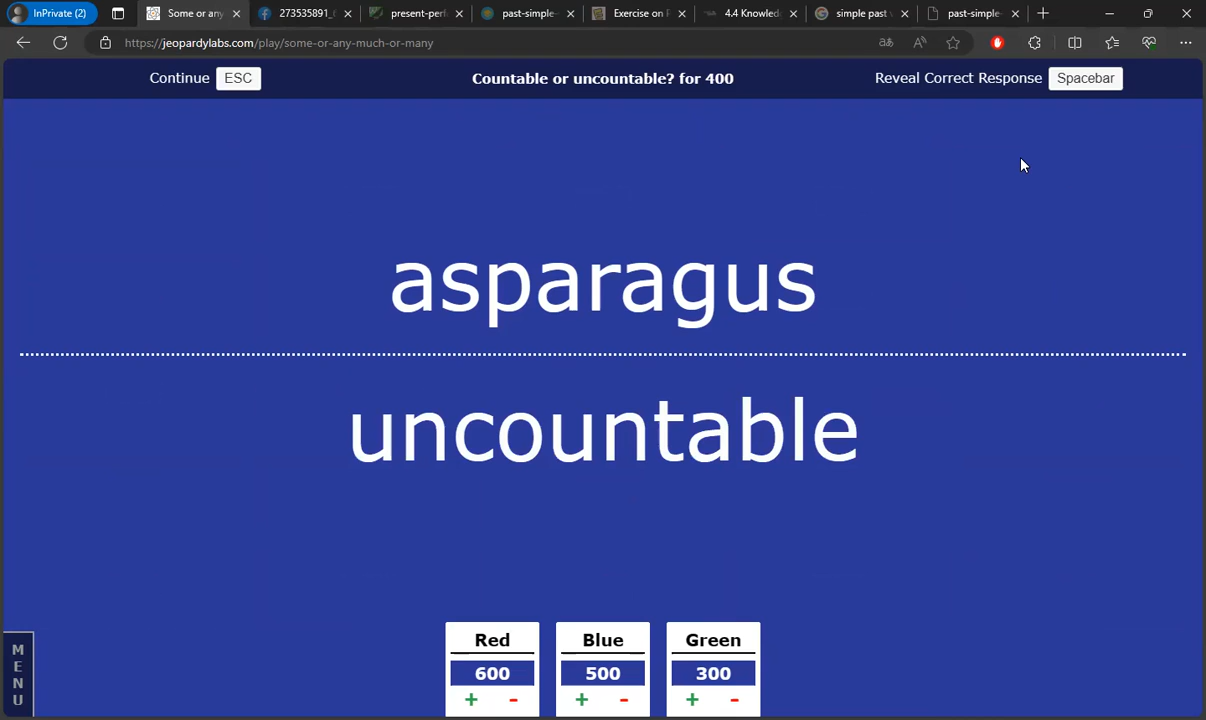 InPrivate (2)
Some or any
273535891_
present-perf
past-simple-
Exercise on
4.4 Knowled
simple past
past-simple-
https://jeopardylabs.com/play/some-or-any-much-or-many
Continue ESC
Countable or uncountable? for 400
Reveal Correct Response Spacebar
asparagus
uncountable
MENU
Red Blue Green
600 500 300
+ - + - + -